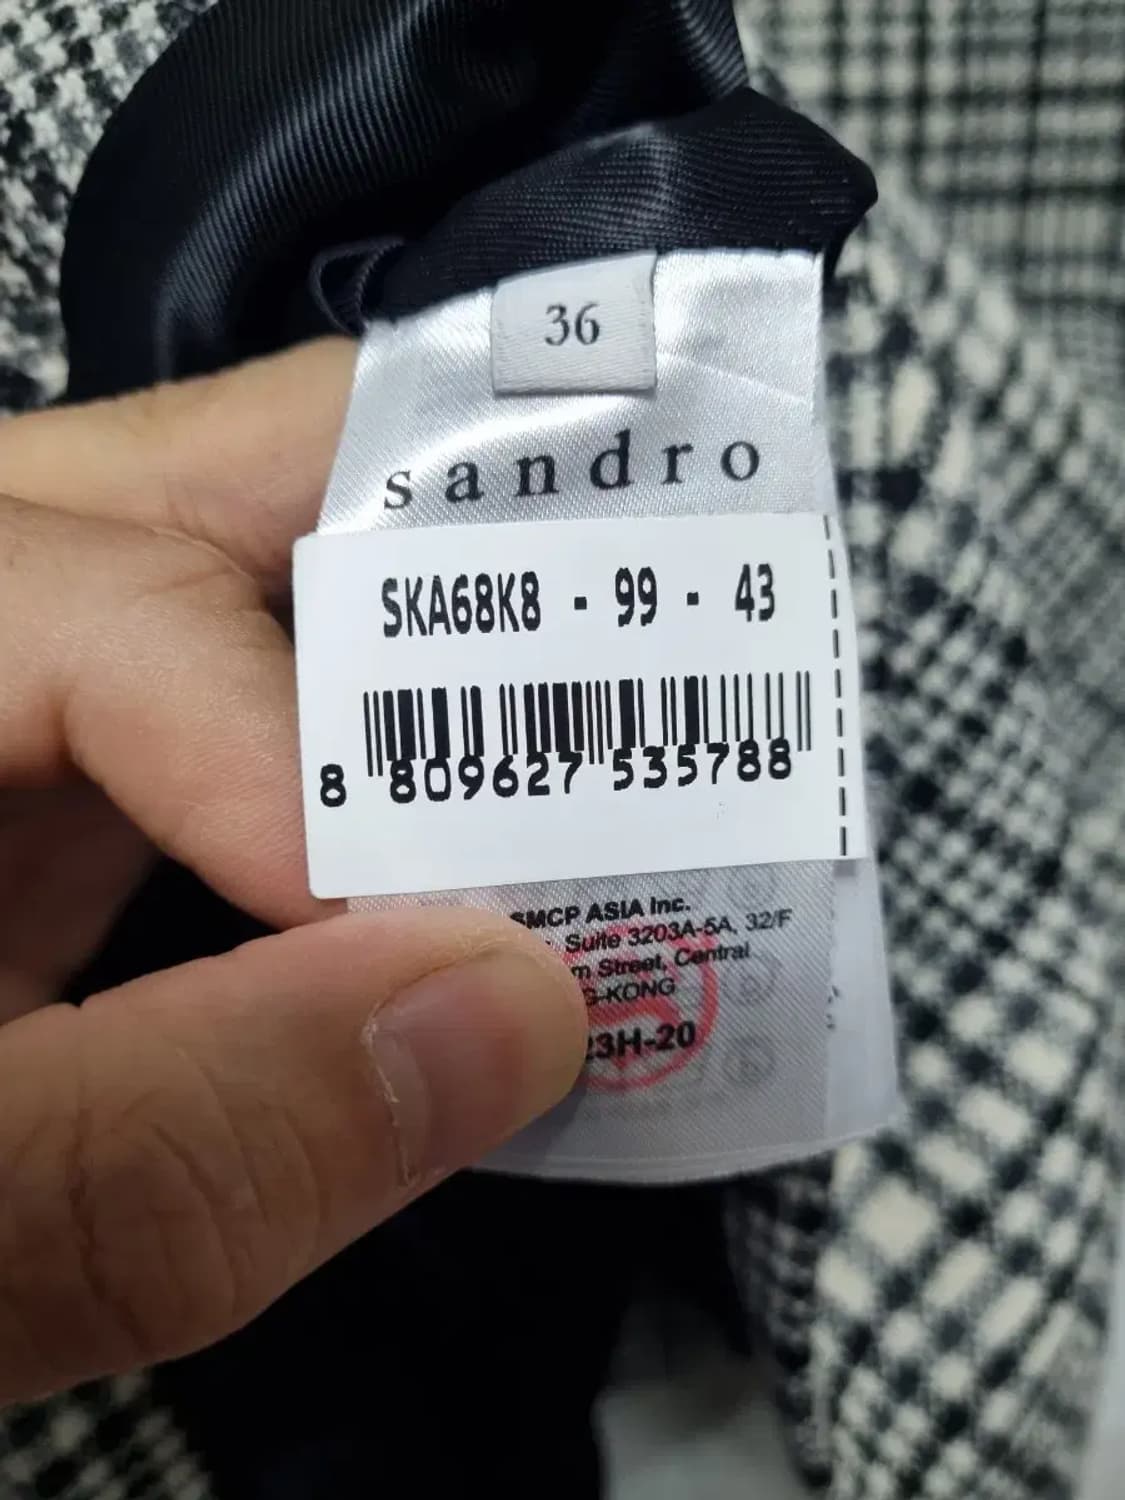 36
sandro
SKA68K8 - 99 - 43
8 809627 535788
SMCP ASIA Inc.
Suite 3203A-5A, 32/F
Street, Central
G-KONG
23H-20